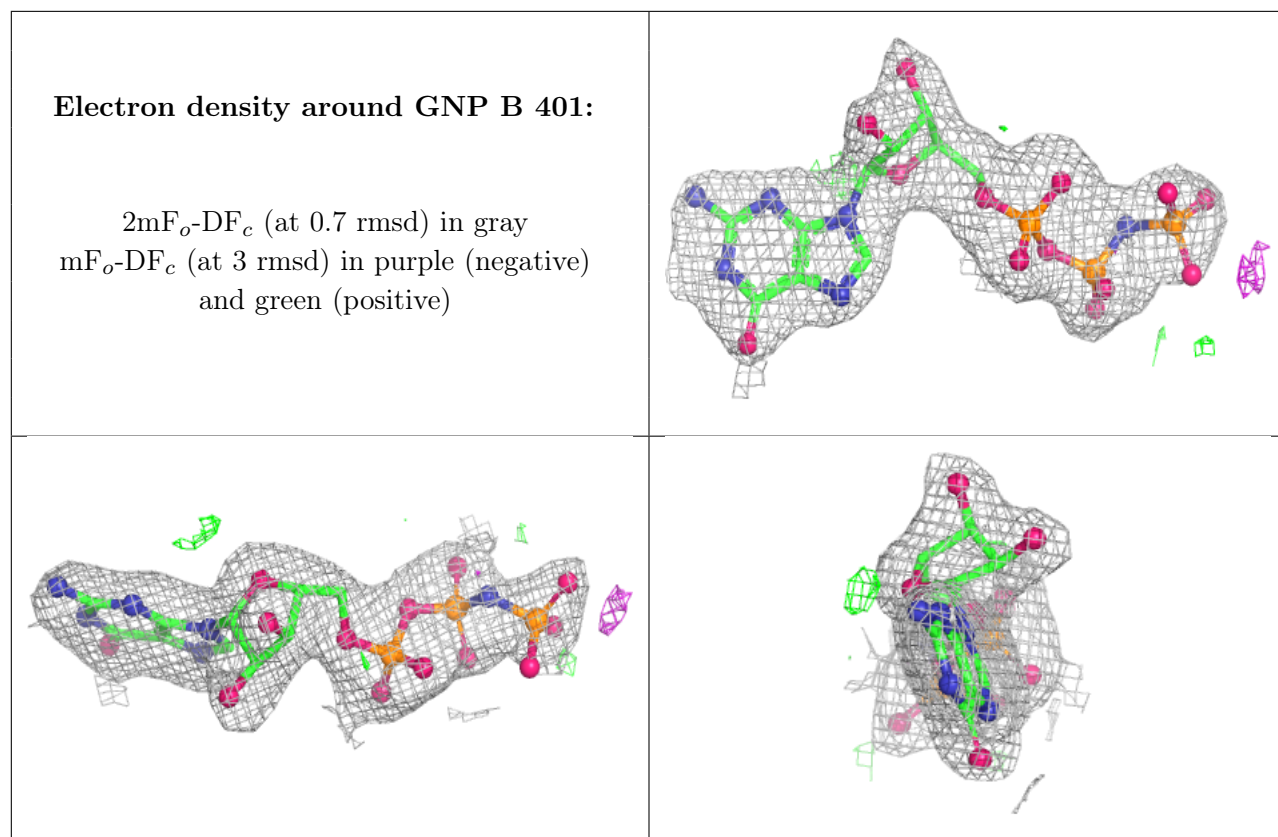 Electron density around GNP B 401:
2mFo-DFc (at 0.7 rmsd) in gray
mFo-DFc (at 3 rmsd) in purple (negative)
and green (positive)